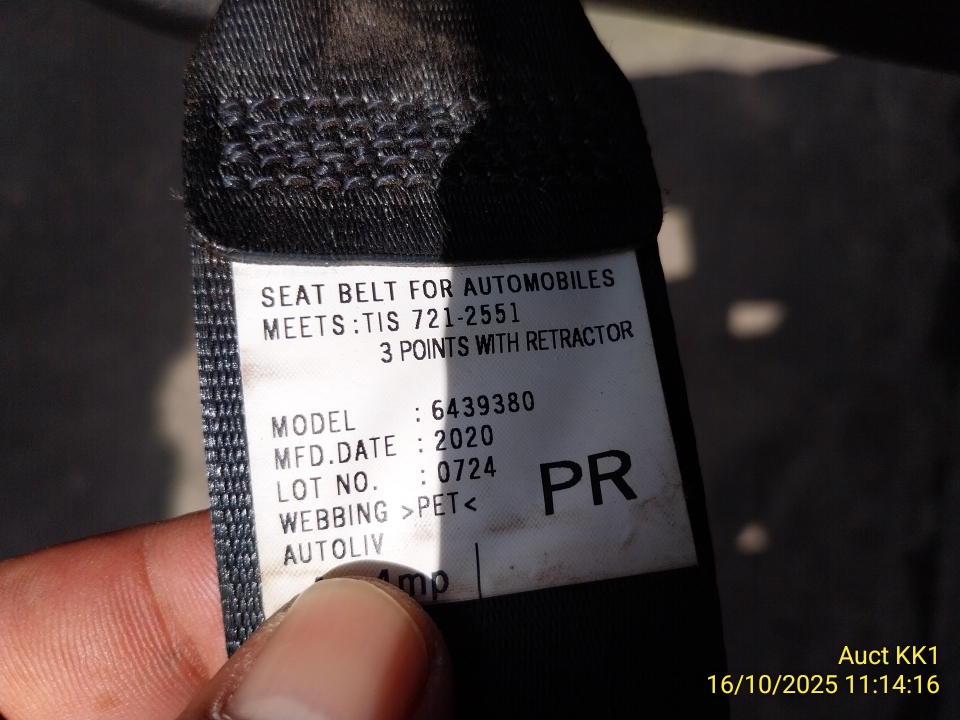 SEAT BELT FOR AUTOMOBILES
MEETS:TIS 721-2551
3 POINTS WITH RETRACTOR
MODEL : 6439380
MFD.DATE : 2020
LOT NO. : 0724
WEBBING >PET<
PR
AUTOLIV
Auct KK1
16/10/2025 11:14:16